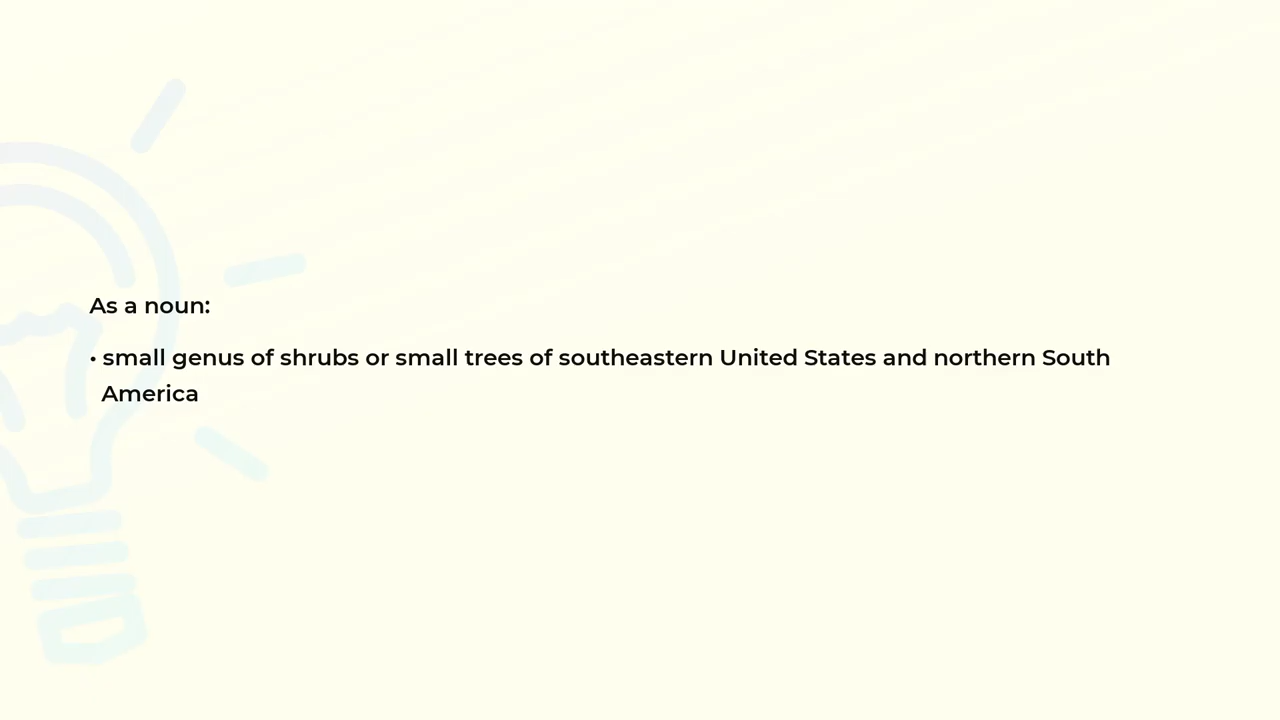 As a noun:
• small genus of shrubs or small trees of southeastern United States and northern South
America